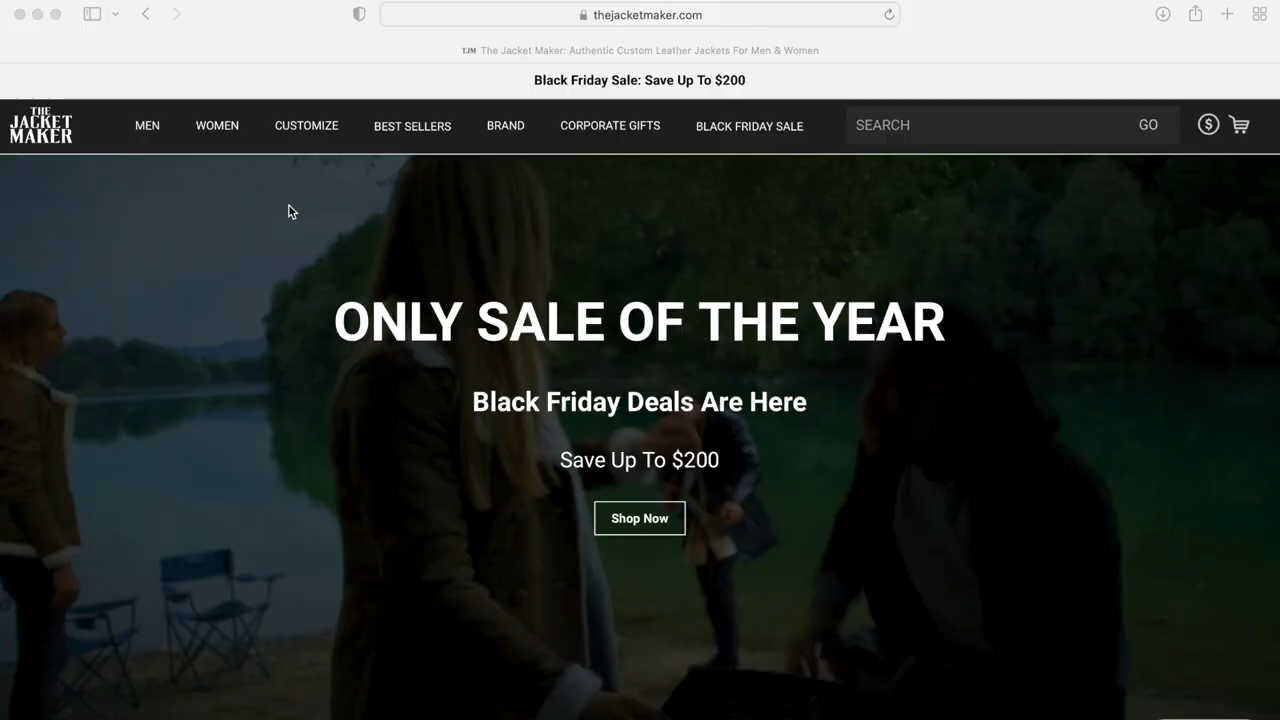 thejacketmaker.com
TJM The Jacket Maker: Authentic Custom Leather Jackets For Men & Women
Black Friday Sale: Save Up To $200
THE
JACKET
MAKER
MEN WOMEN CUSTOMIZE BEST SELLERS BRAND CORPORATE GIFTS BLACK FRIDAY SALE SEARCH GO $
ONLY SALE OF THE YEAR
Black Friday Deals Are Here
Save Up To $200
Shop Now